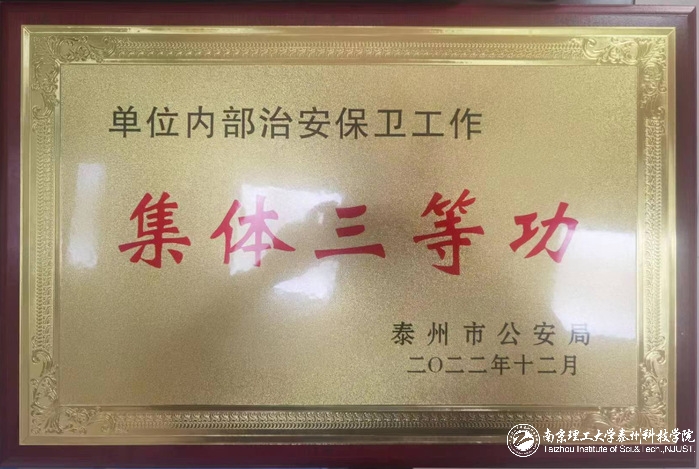 单位内部治安保卫工作
集体三等功
泰州市公安局
二〇二二年十二月
南京理工大学泰州科技学院
Taizhou Institute of Sci.&Tech.,NJUST